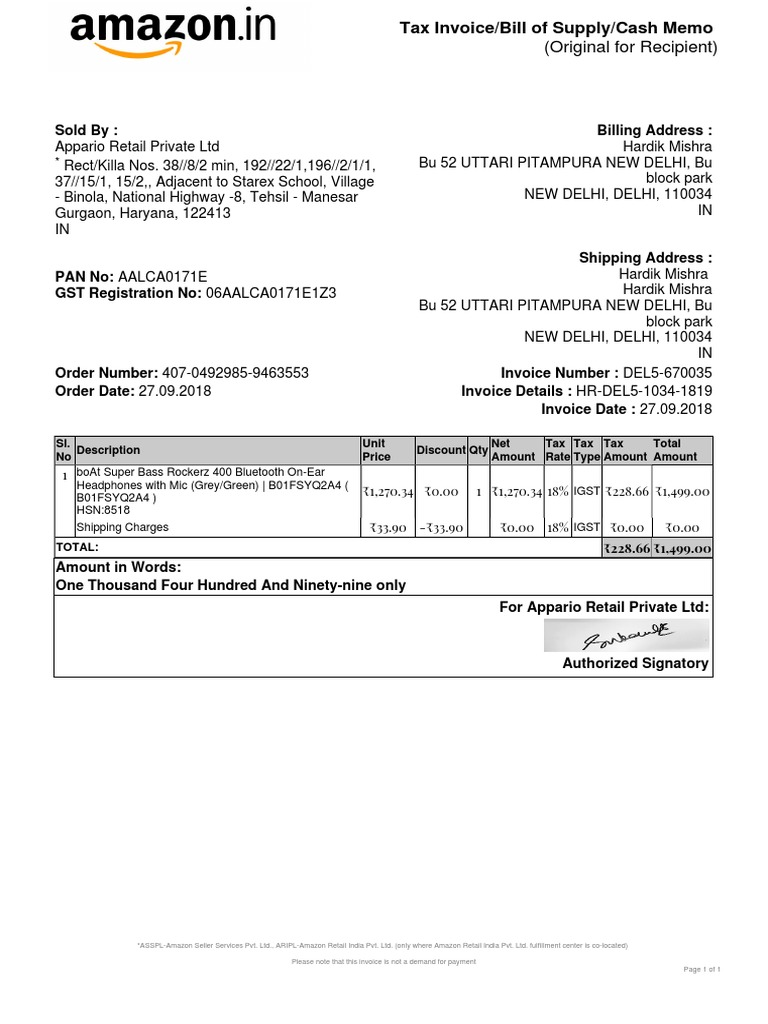 amazon.in
Tax Invoice/Bill of Supply/Cash Memo
(Original for Recipient)
Sold By :
Appario Retail Private Ltd
* Rect/Killa Nos. 38//8/2 min, 192//22/1,196//2/1/1,
37//15/1, 15/2,, Adjacent to Starex School, Village
- Binola, National Highway -8, Tehsil - Manesar
Gurgaon, Haryana, 122413
IN
Billing Address :
Hardik Mishra
Bu 52 UTTARI PITAMPURA NEW DELHI, Bu
block park
NEW DELHI, DELHI, 110034
IN
PAN No: AALCA0171E
GST Registration No: 06AALCA0171E1Z3
Shipping Address :
Hardik Mishra
Hardik Mishra
Bu 52 UTTARI PITAMPURA NEW DELHI, Bu
block park
NEW DELHI, DELHI, 110034
IN
Order Number: 407-0492985-9463553
Order Date: 27.09.2018
Invoice Number : DEL5-670035
Invoice Details : HR-DEL5-1034-1819
Invoice Date : 27.09.2018
Sl. No Description Unit Price Discount Qty Net Amount Tax Rate Tax Type Tax Amount Total Amount
1 boAt Super Bass Rockerz 400 Bluetooth On-Ear
Headphones with Mic (Grey/Green) | B01FSYQ2A4 (
B01FSYQ2A4 )
HSN:8518
₹1,270.34 ₹0.00 1 ₹1,270.34 18% IGST ₹228.66 ₹1,499.00
Shipping Charges ₹33.90 -₹33.90 ₹0.00 18% IGST ₹0.00 ₹0.00
TOTAL: ₹228.66 ₹1,499.00
Amount in Words:
One Thousand Four Hundred And Ninety-nine only
For Appario Retail Private Ltd:
Authorized Signatory
*ASSPL-Amazon Seller Services Pvt. Ltd., ARIPL-Amazon Retail India Pvt. Ltd. (only where Amazon Retail India Pvt. Ltd. fulfillment center is co-located)
Please note that this invoice is not a demand for payment
Page 1 of 1